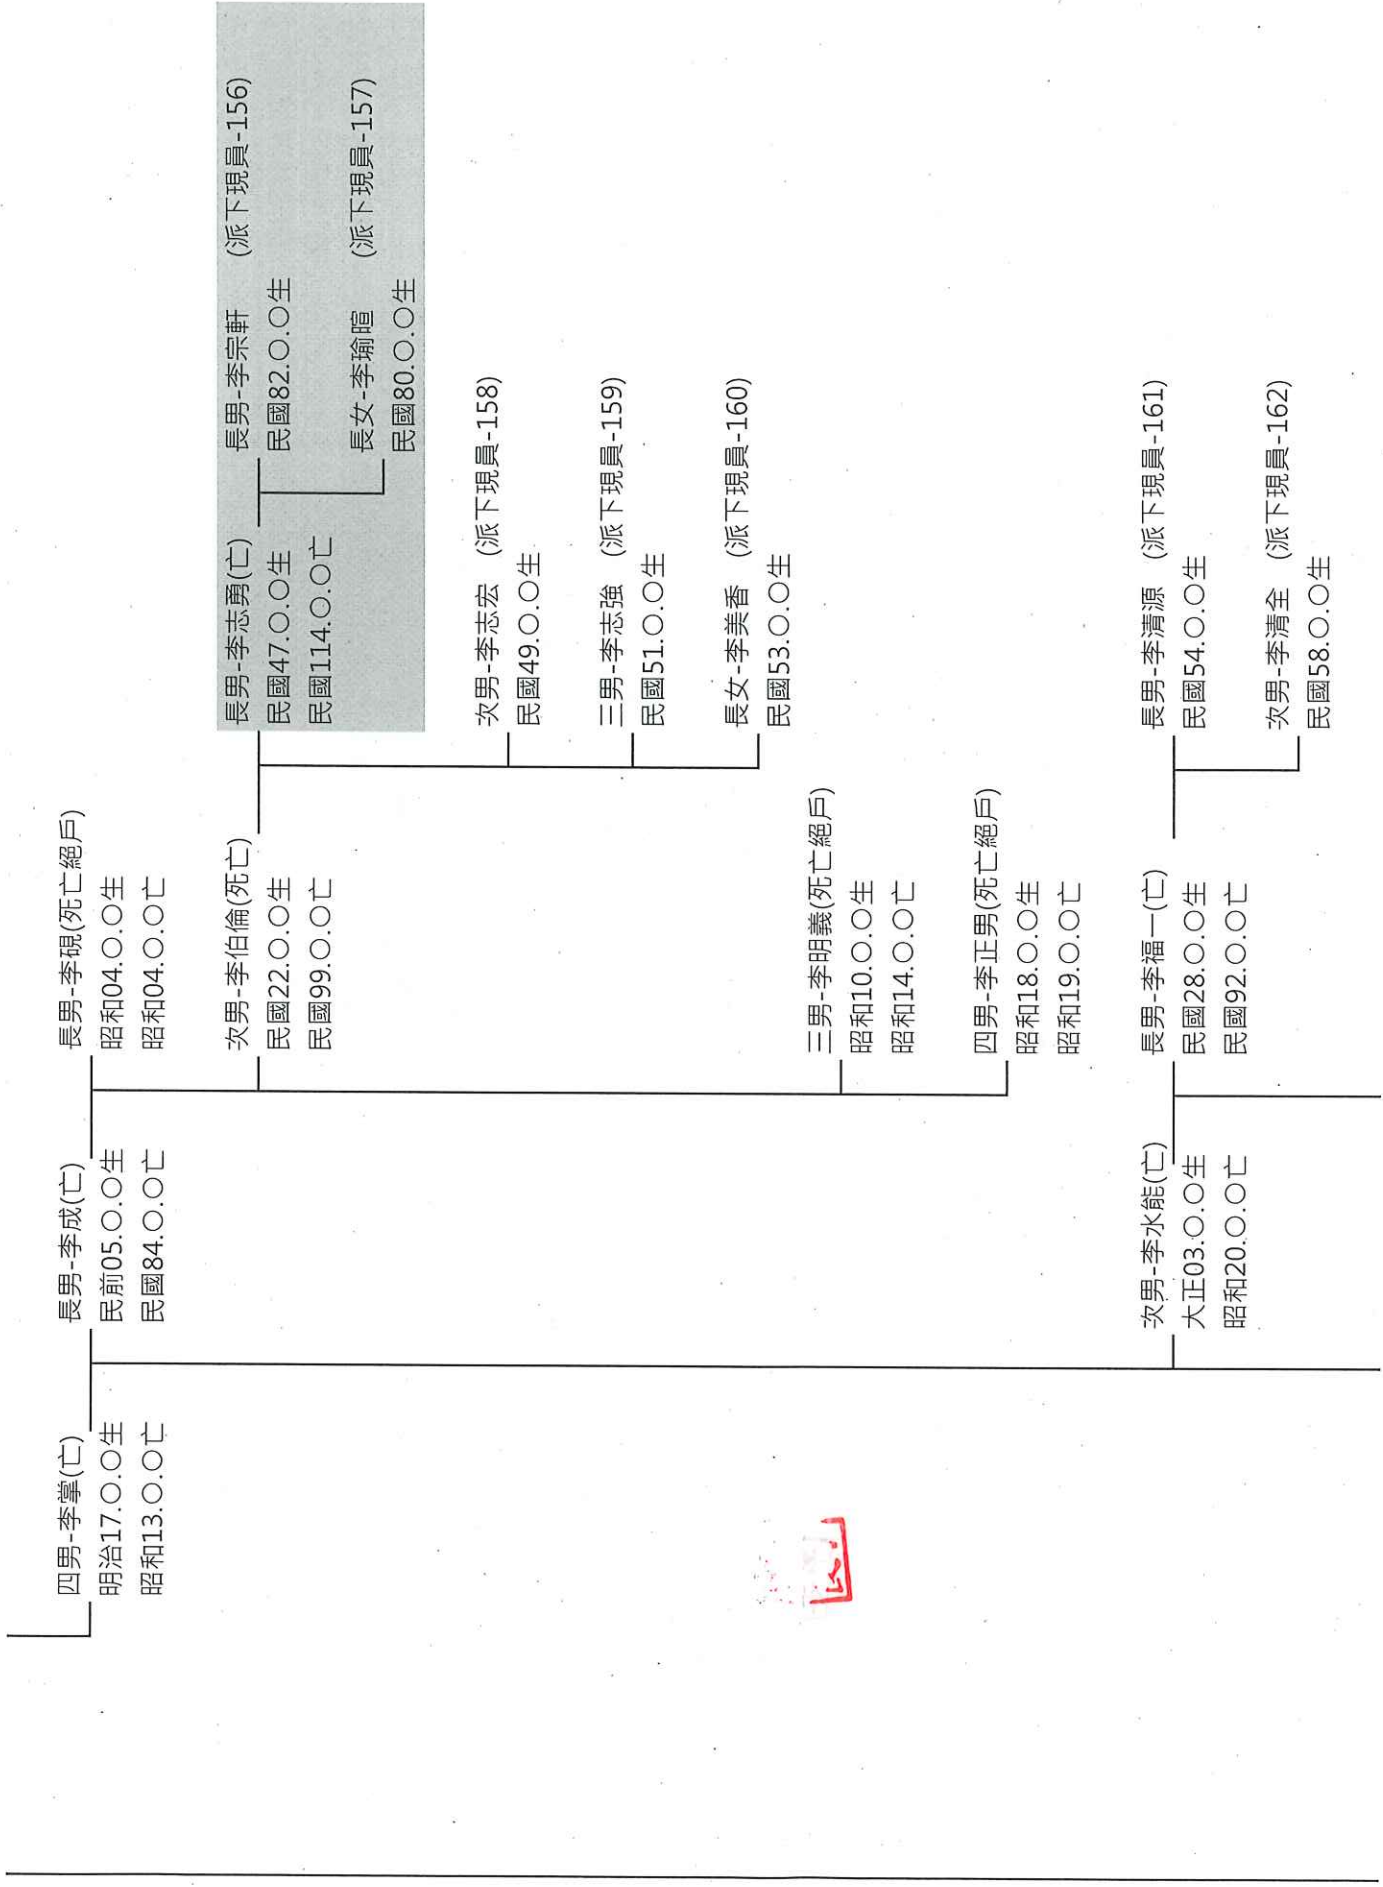 四男-李掌(亡)
明治17.○.○生
昭和13.○.○亡
長男-李成(亡)
民前05.○.○生
民國84.○.○亡
長男-李硯(死亡絕戶)
昭和04.○.○生
昭和04.○.○亡
次男-李伯倫(死亡)
民國22.○.○生
民國99.○.○亡
長男-李志勇(亡)
民國47.○.○生
民國114.○.○亡
長男-李宗軒 (派下現員-156)
民國82.○.○生
長女-李瑜暄 (派下現員-157)
民國80.○.○生
次男-李志宏 (派下現員-158)
民國49.○.○生
三男-李志強 (派下現員-159)
民國51.○.○生
長女-李美香 (派下現員-160)
民國53.○.○生
三男-李明義(死亡絕戶)
昭和10.○.○生
昭和14.○.○亡
四男-李正男(死亡絕戶)
昭和18.○.○生
昭和19.○.○亡
次男-李水能(亡)
大正03.○.○生
昭和20.○.○亡
長男-李福一(亡)
民國28.○.○生
民國92.○.○亡
長男-李清源 (派下現員-161)
民國54.○.○生
次男-李清全 (派下現員-162)
民國58.○.○生